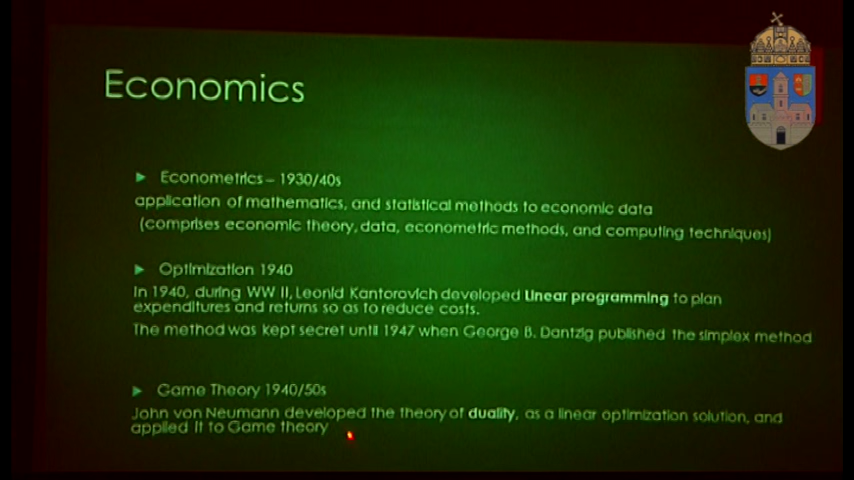 Economics
Econometrics – 1930/40s
application of mathematics, and statistical methods to economic data
(comprises economic theory, data, econometric methods, and computing techniques)
Optimization 1940
In 1940, during WW II, Leonid Kantorovich developed linear programming to plan
expenditures and returns so as to reduce costs.
The method was kept secret until 1947 when George B. Dantzig published the simplex method
Game Theory 1940/50s
John von Neumann developed the theory of duality, as a linear optimization solution, and
applied it to Game theory